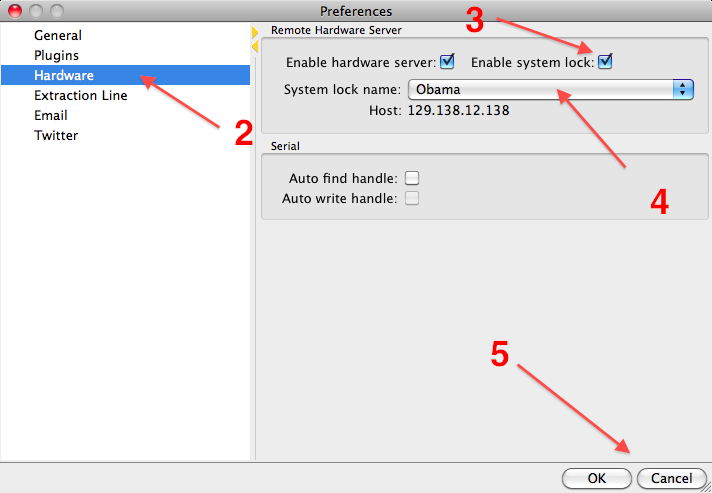 Preferences
General
Plugins
Hardware
Extraction Line
Email
Twitter
2
3
Remote Hardware Server
Enable hardware server: Enable system lock:
System lock name: Obama
Host: 129.138.12.138
4
Serial
Auto find handle:
Auto write handle:
5
OK Cancel